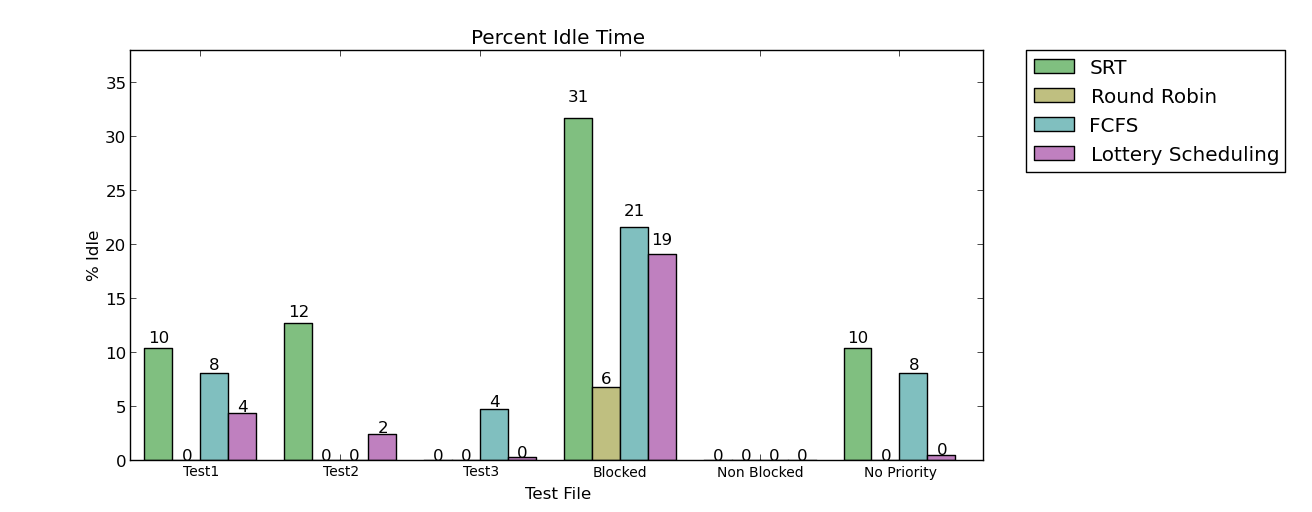 Percent Idle Time
% Idle
35
30
25
20
15
10
5
0
10
0
8
4
12
0
0
2
0
0
4
0
31
6
21
19
0
0
0
0
10
0
8
0
Test1
Test2
Test3
Blocked
Non Blocked
No Priority
Test File
SRT
Round Robin
FCFS
Lottery Scheduling